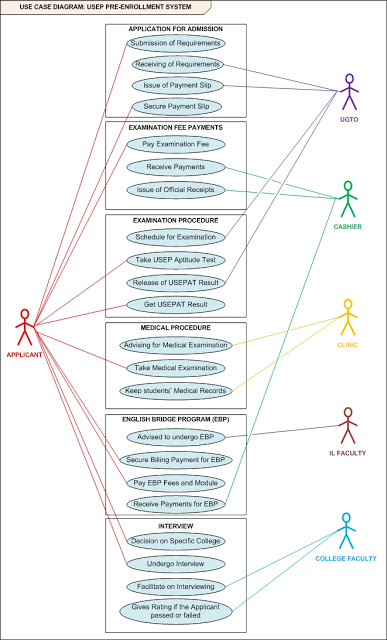 USE CASE DIAGRAM: USEP PRE-ENROLLMENT SYSTEM
APPLICATION FOR ADMISSION
Submission of Requirements
Receiving of Requirements
Issue of Payment Slip
Secure Payment Slip
UGTO
EXAMINATION FEE PAYMENTS
Pay Examination Fee
Receive Payments
Issue of Official Receipts
CASHIER
EXAMINATION PROCEDURE
Schedule for Examination
Take USEP Aptitude Test
Release of USEPAT Result
Get USEPAT Result
APPLICANT
MEDICAL PROCEDURE
Advising for Medical Examination
Take Medical Examination
Keep students' Medical Records
CLINIC
ENGLISH BRIDGE PROGRAM (EBP)
Advised to undergo EBP
Secure Billing Payment for EBP
Pay EBP Fees and Module
Receive Payments for EBP
IL FACULTY
INTERVIEW
Decision on Specific College
Undergo Interview
Facilitate on Interviewing
Gives Rating if the Applicant
passed or failed
COLLEGE FACULTY